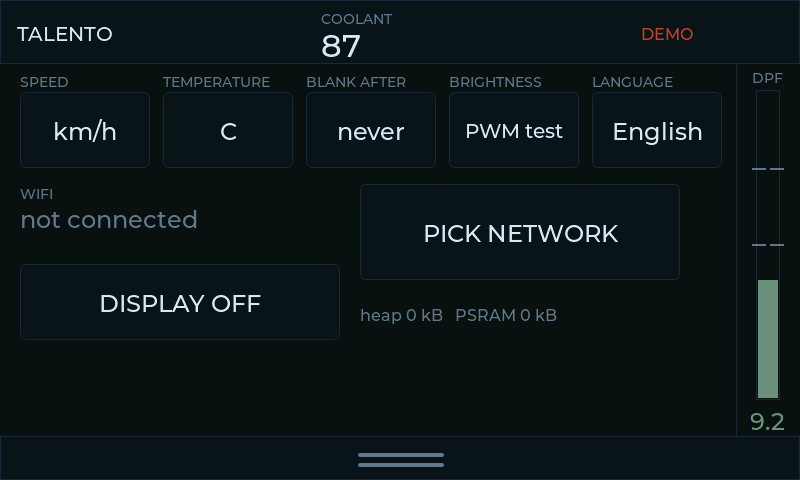 TALENTO
COOLANT
87
DEMO
SPEED
TEMPERATURE
BLANK AFTER
BRIGHTNESS
LANGUAGE
DPF
km/h
C
never
PWM test
English
WIFI
not connected
PICK NETWORK
DISPLAY OFF
heap 0 kB PSRAM 0 kB
9.2